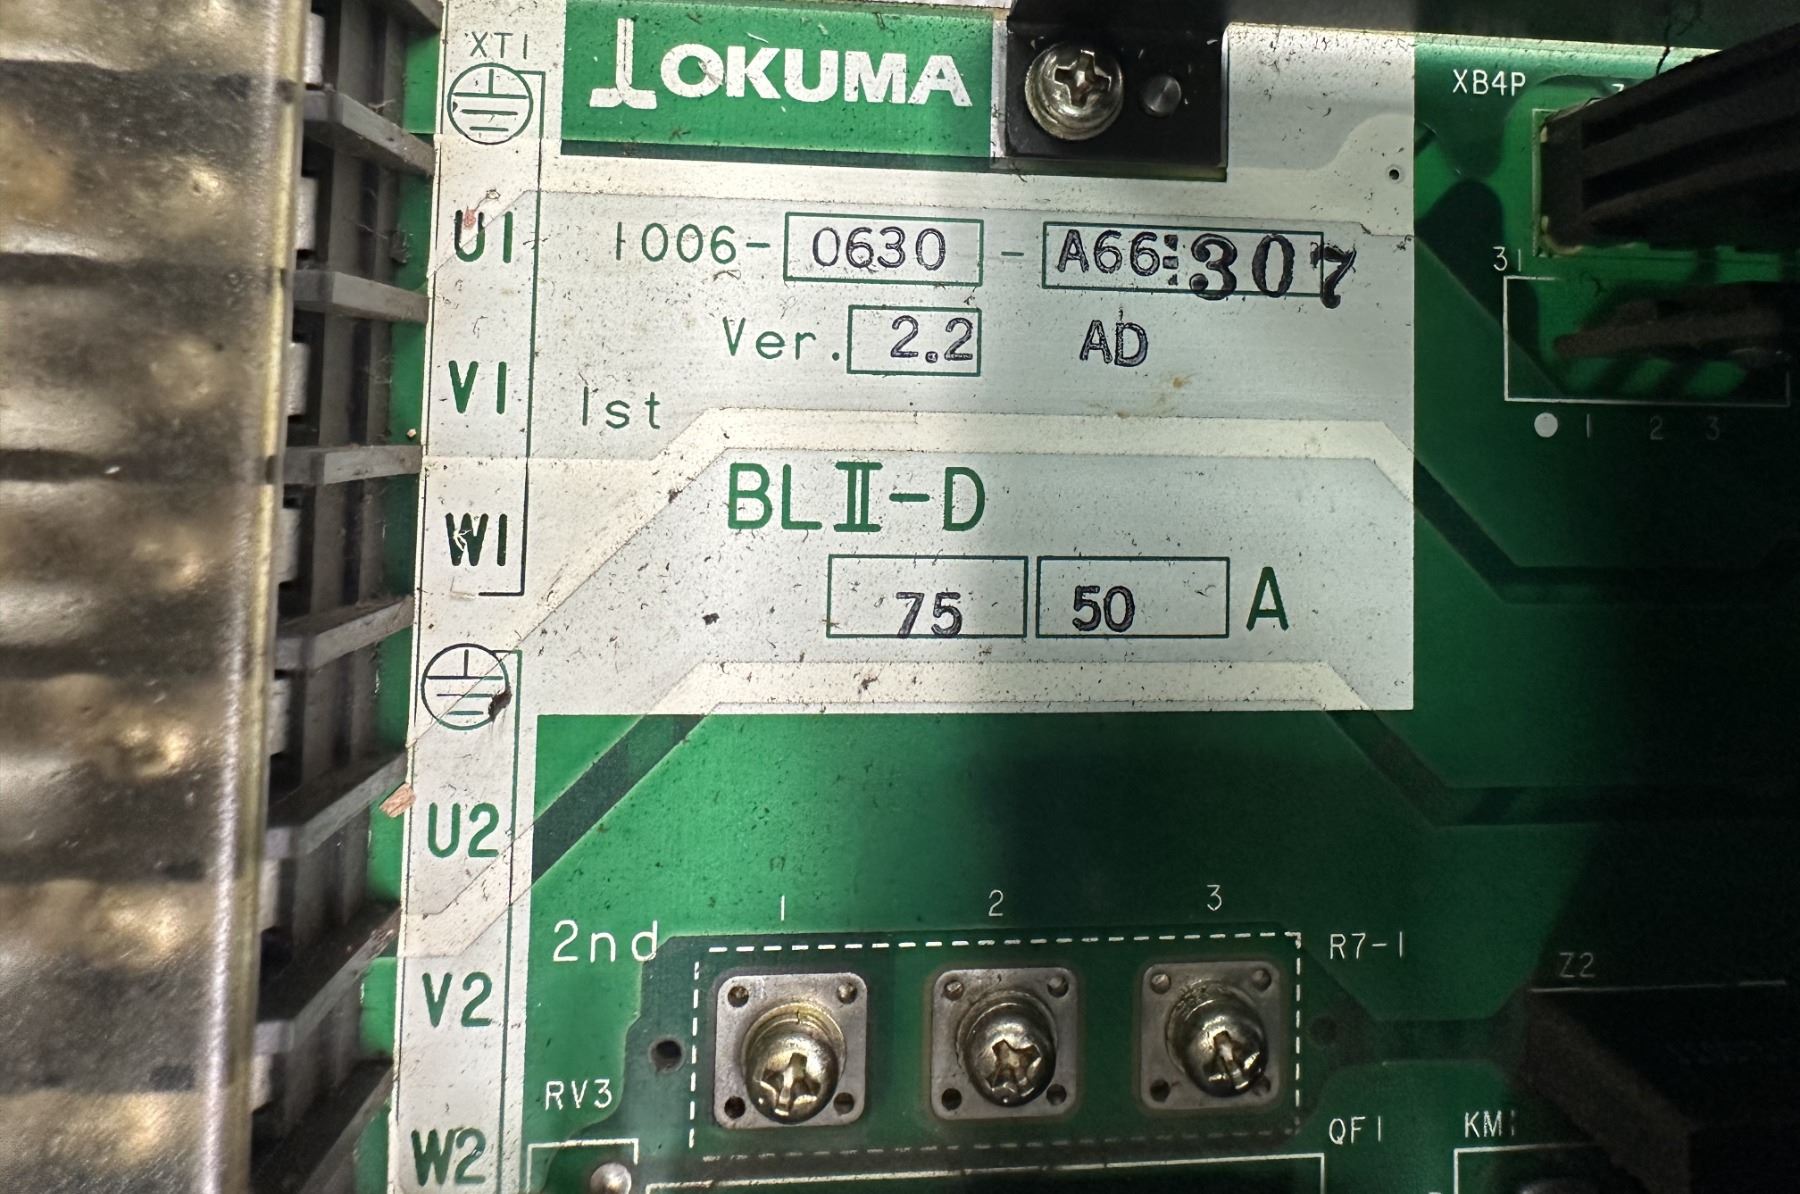 XT1
OKUMA
XB4P
U1
1006-0630-A66:307
31
Ver. 2.2 AD
V1
1st
1 2 3
BLⅡ-D
W1
75 50 A
U2
1 2 3
2nd
R7-1
Z2
V2
RV3
QF1
KM1
W2